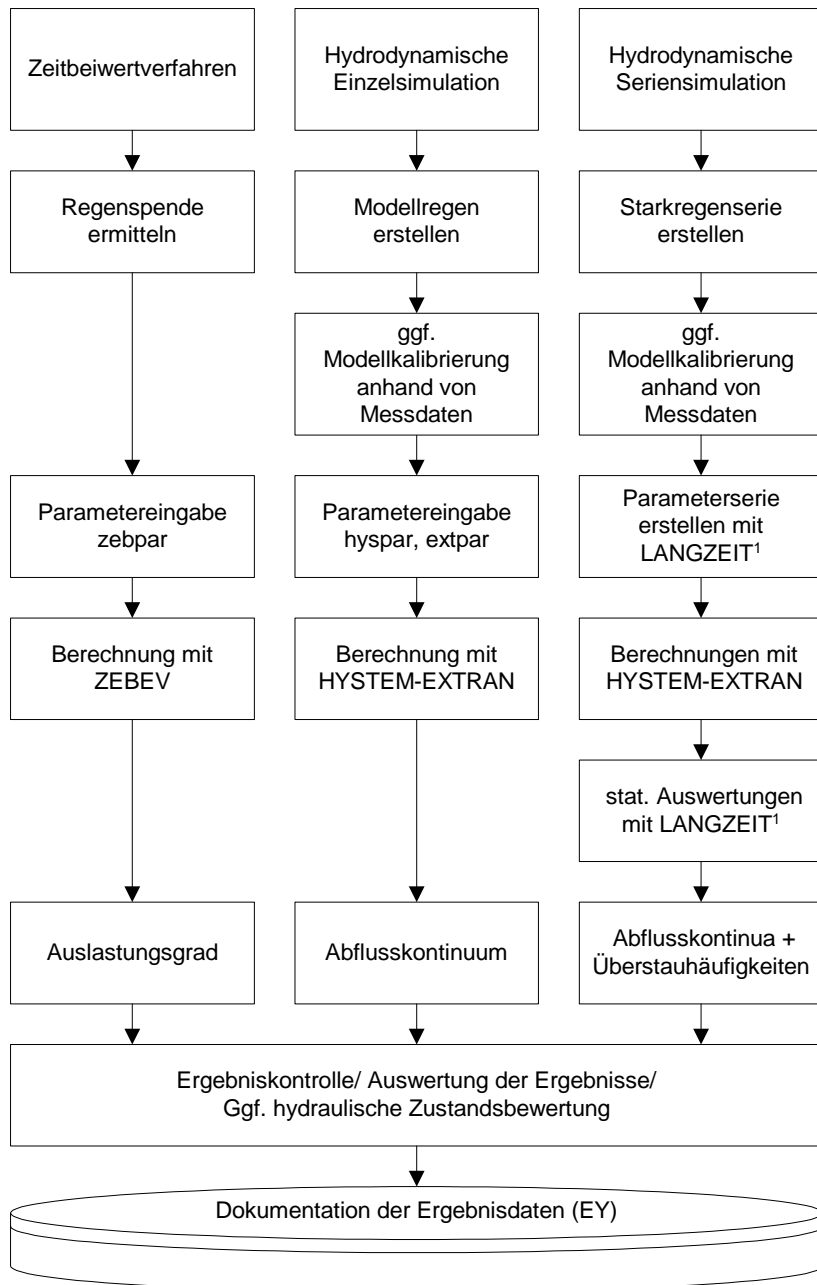 Zeitbeiwertverfahren
Hydrodynamische
Einzelsimulation
Hydrodynamische
Seriensimulation
Regenspende
ermitteln
Modellregen
erstellen
Starkregenserie
erstellen
ggf.
Modellkalibrierung
anhand von
Messdaten
ggf.
Modellkalibrierung
anhand von
Messdaten
Parametereingabe
zebpar
Parametereingabe
hyspar, extpar
Parameterserie
erstellen mit
LANGZEIT¹
Berechnung mit
ZEBEV
Berechnung mit
HYSTEM-EXTRAN
Berechnungen mit
HYSTEM-EXTRAN
stat. Auswertungen
mit LANGZEIT¹
Auslastungsgrad
Abflusskontinuum
Abflusskontinua +
Überstauhäufigkeiten
Ergebniskontrolle/ Auswertung der Ergebnisse/
Ggf. hydraulische Zustandsbewertung
Dokumentation der Ergebnisdaten (EY)